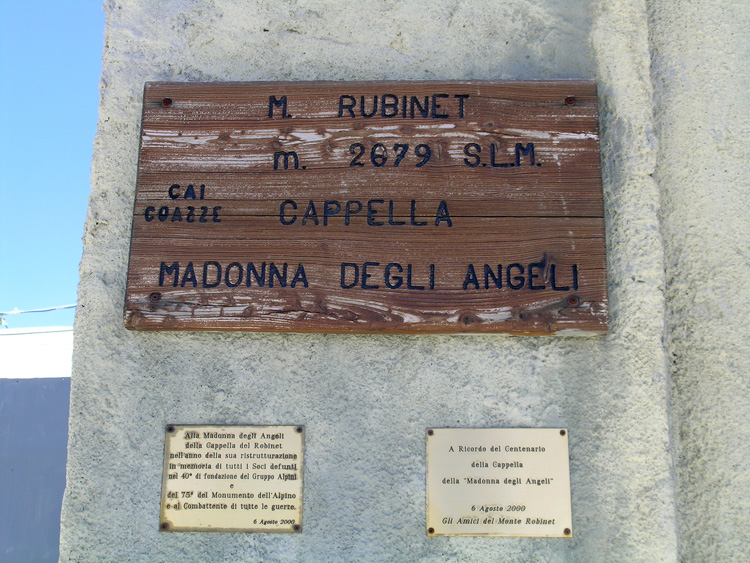 M. RUBINET
m. 2679 S.L.M.
CAI
COAZZE
CAPPELLA
MADONNA DEGLI ANGELI
Alla Madonna degli Angeli
della Cappella del Robinet
nell'anno della sua ristrutturazione
in memoria di tutti i Soci defunti
nel 40° di fondazione del Gruppo Alpini
e
del 75° del Monumento dell'Alpino
e al Combattente di tutte le guerre.
6 Agosto 2000
A Ricordo del Centenario
della Cappella
della "Madonna degli Angeli"
6 Agosto 2000
Gli Amici del Monte Robinet